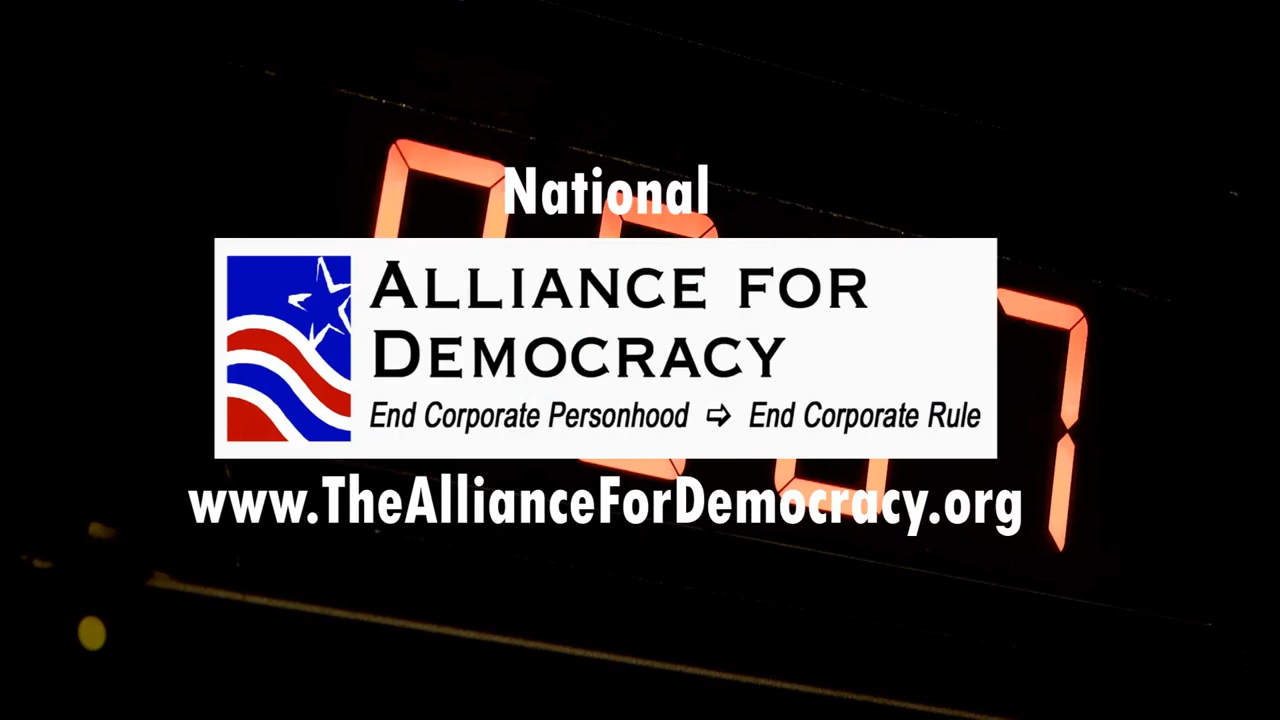 National
ALLIANCE FOR
DEMOCRACY
End Corporate Personhood ⇨ End Corporate Rule
www.TheAllianceForDemocracy.org